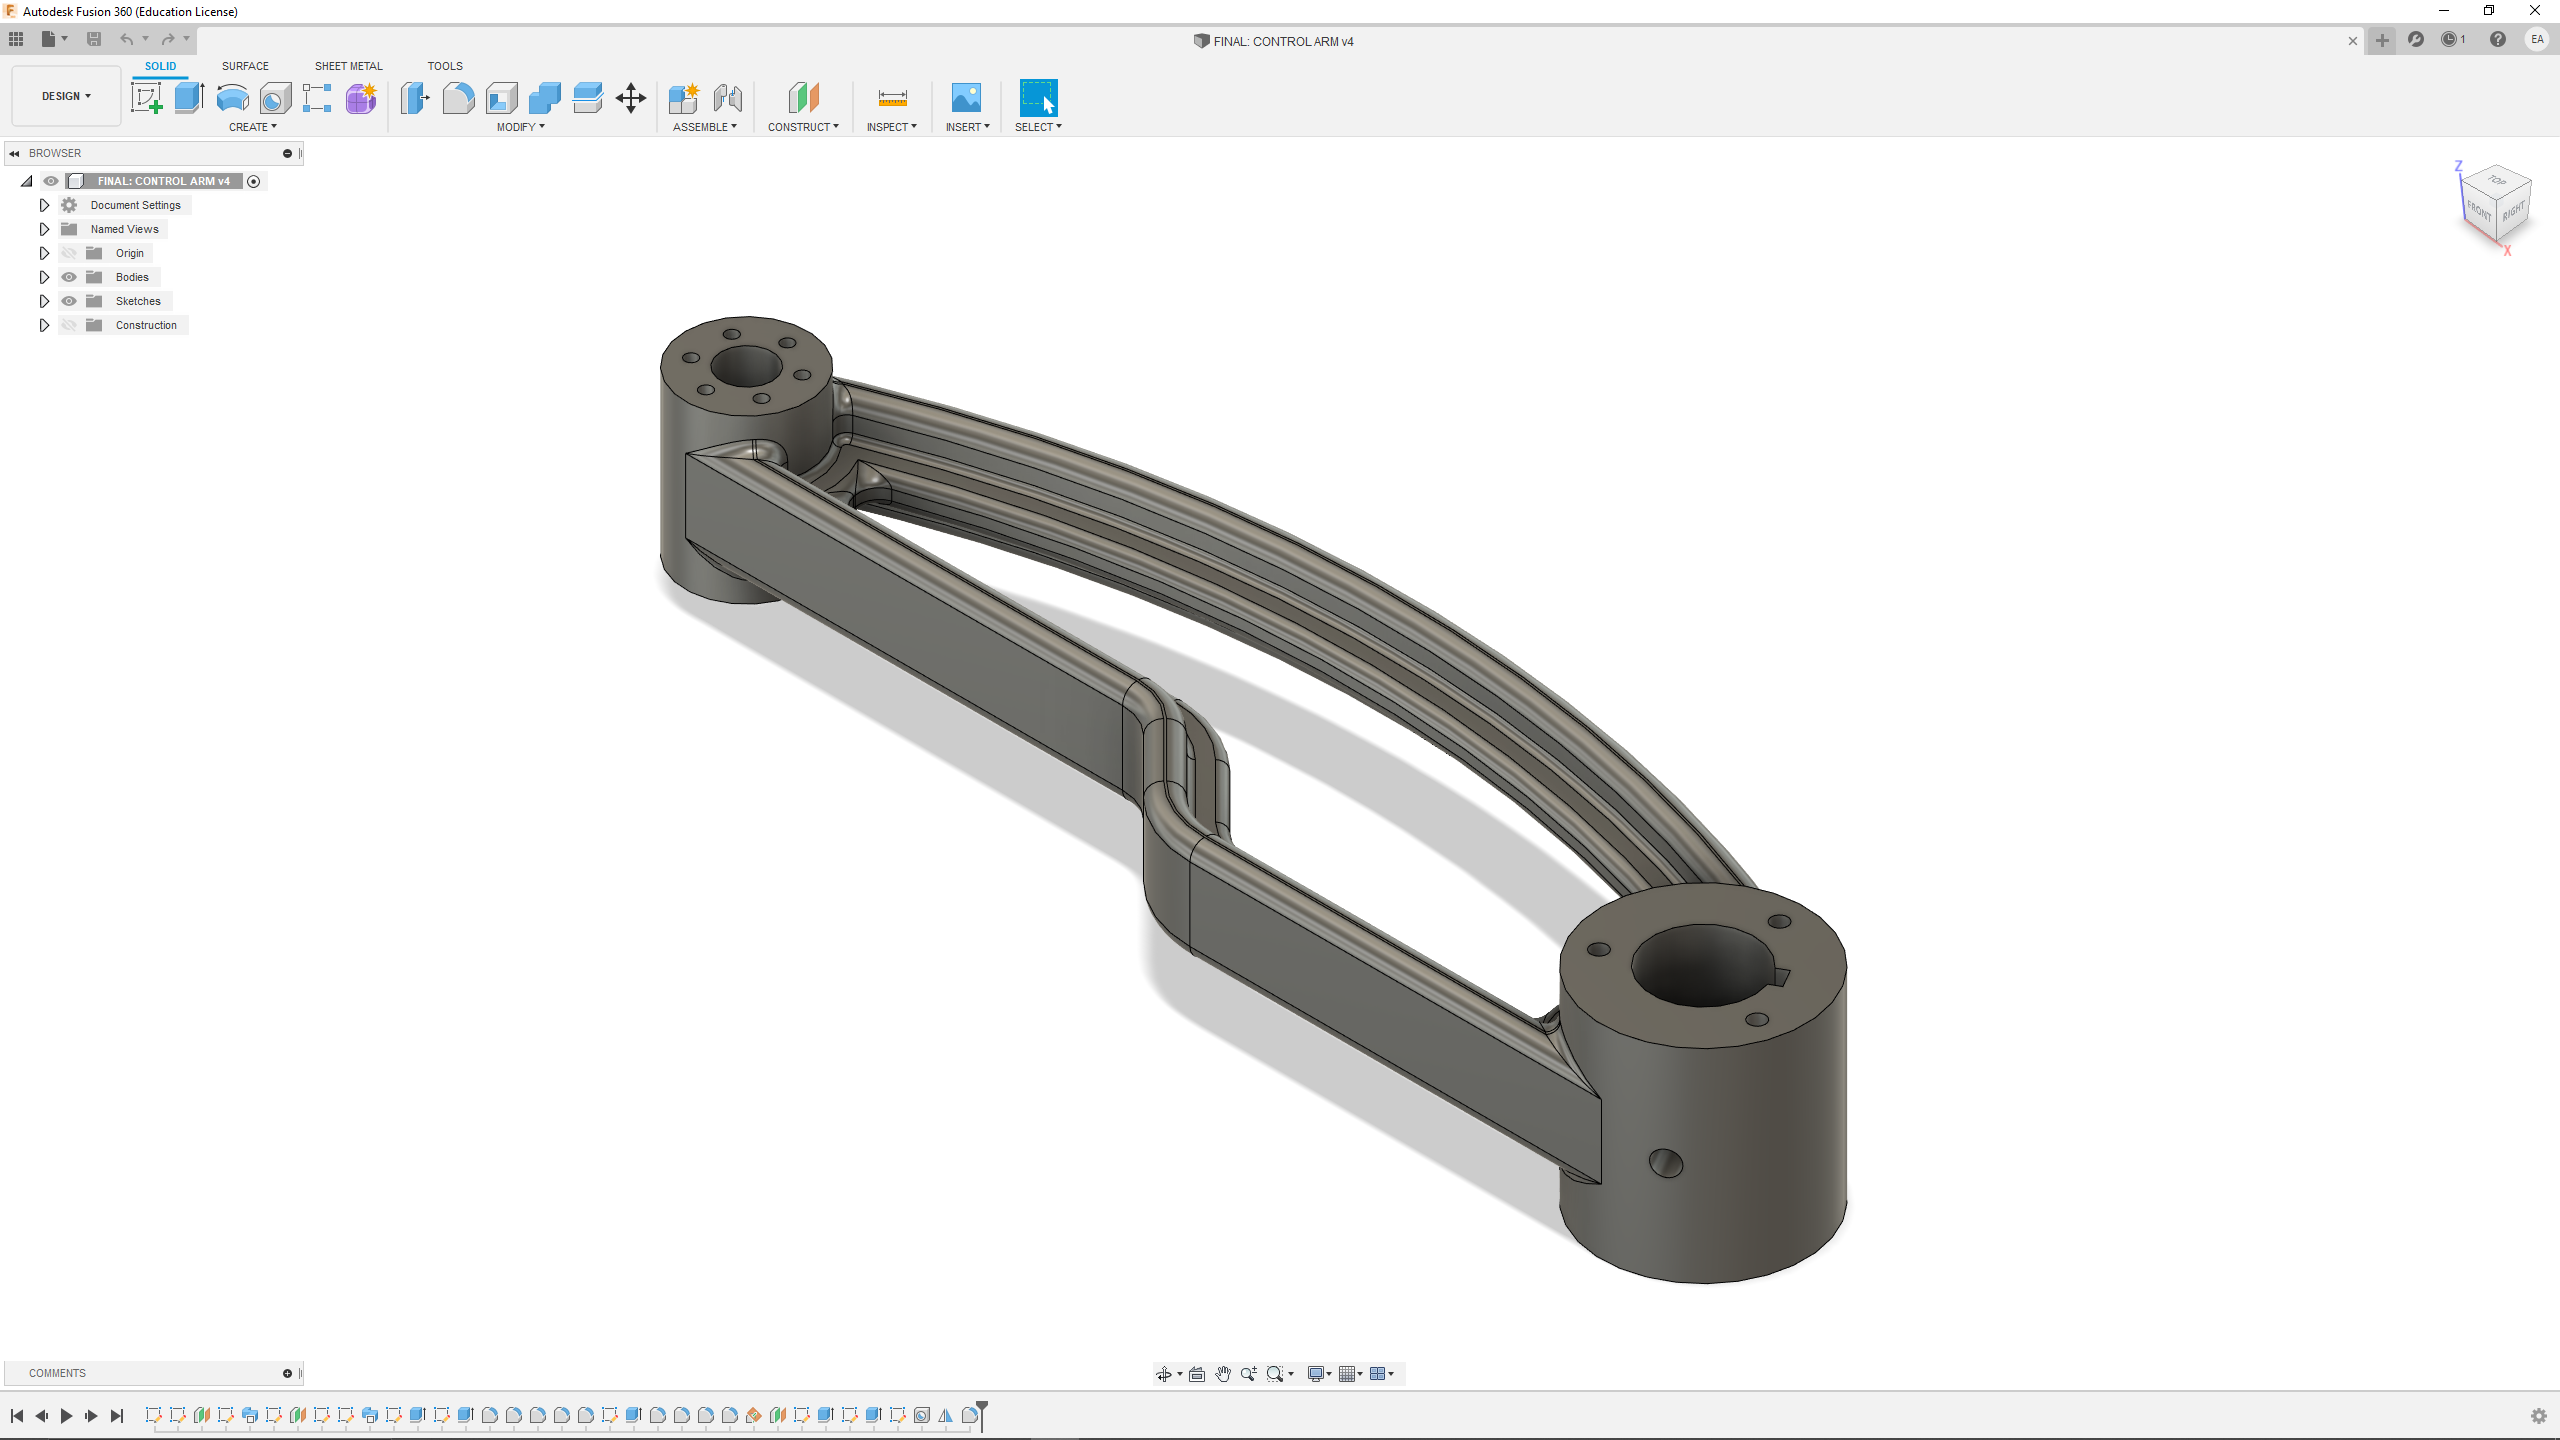 Autodesk Fusion 360 (Education License)
FINAL: CONTROL ARM v4
1
EA
SOLID SURFACE SHEET METAL TOOLS
DESIGN
CREATE MODIFY ASSEMBLE CONSTRUCT INSPECT INSERT SELECT
BROWSER
FINAL: CONTROL ARM v4
Document Settings
Named Views
Origin
Bodies
Sketches
Construction
Z
TOP
FRONT RIGHT
X
COMMENTS